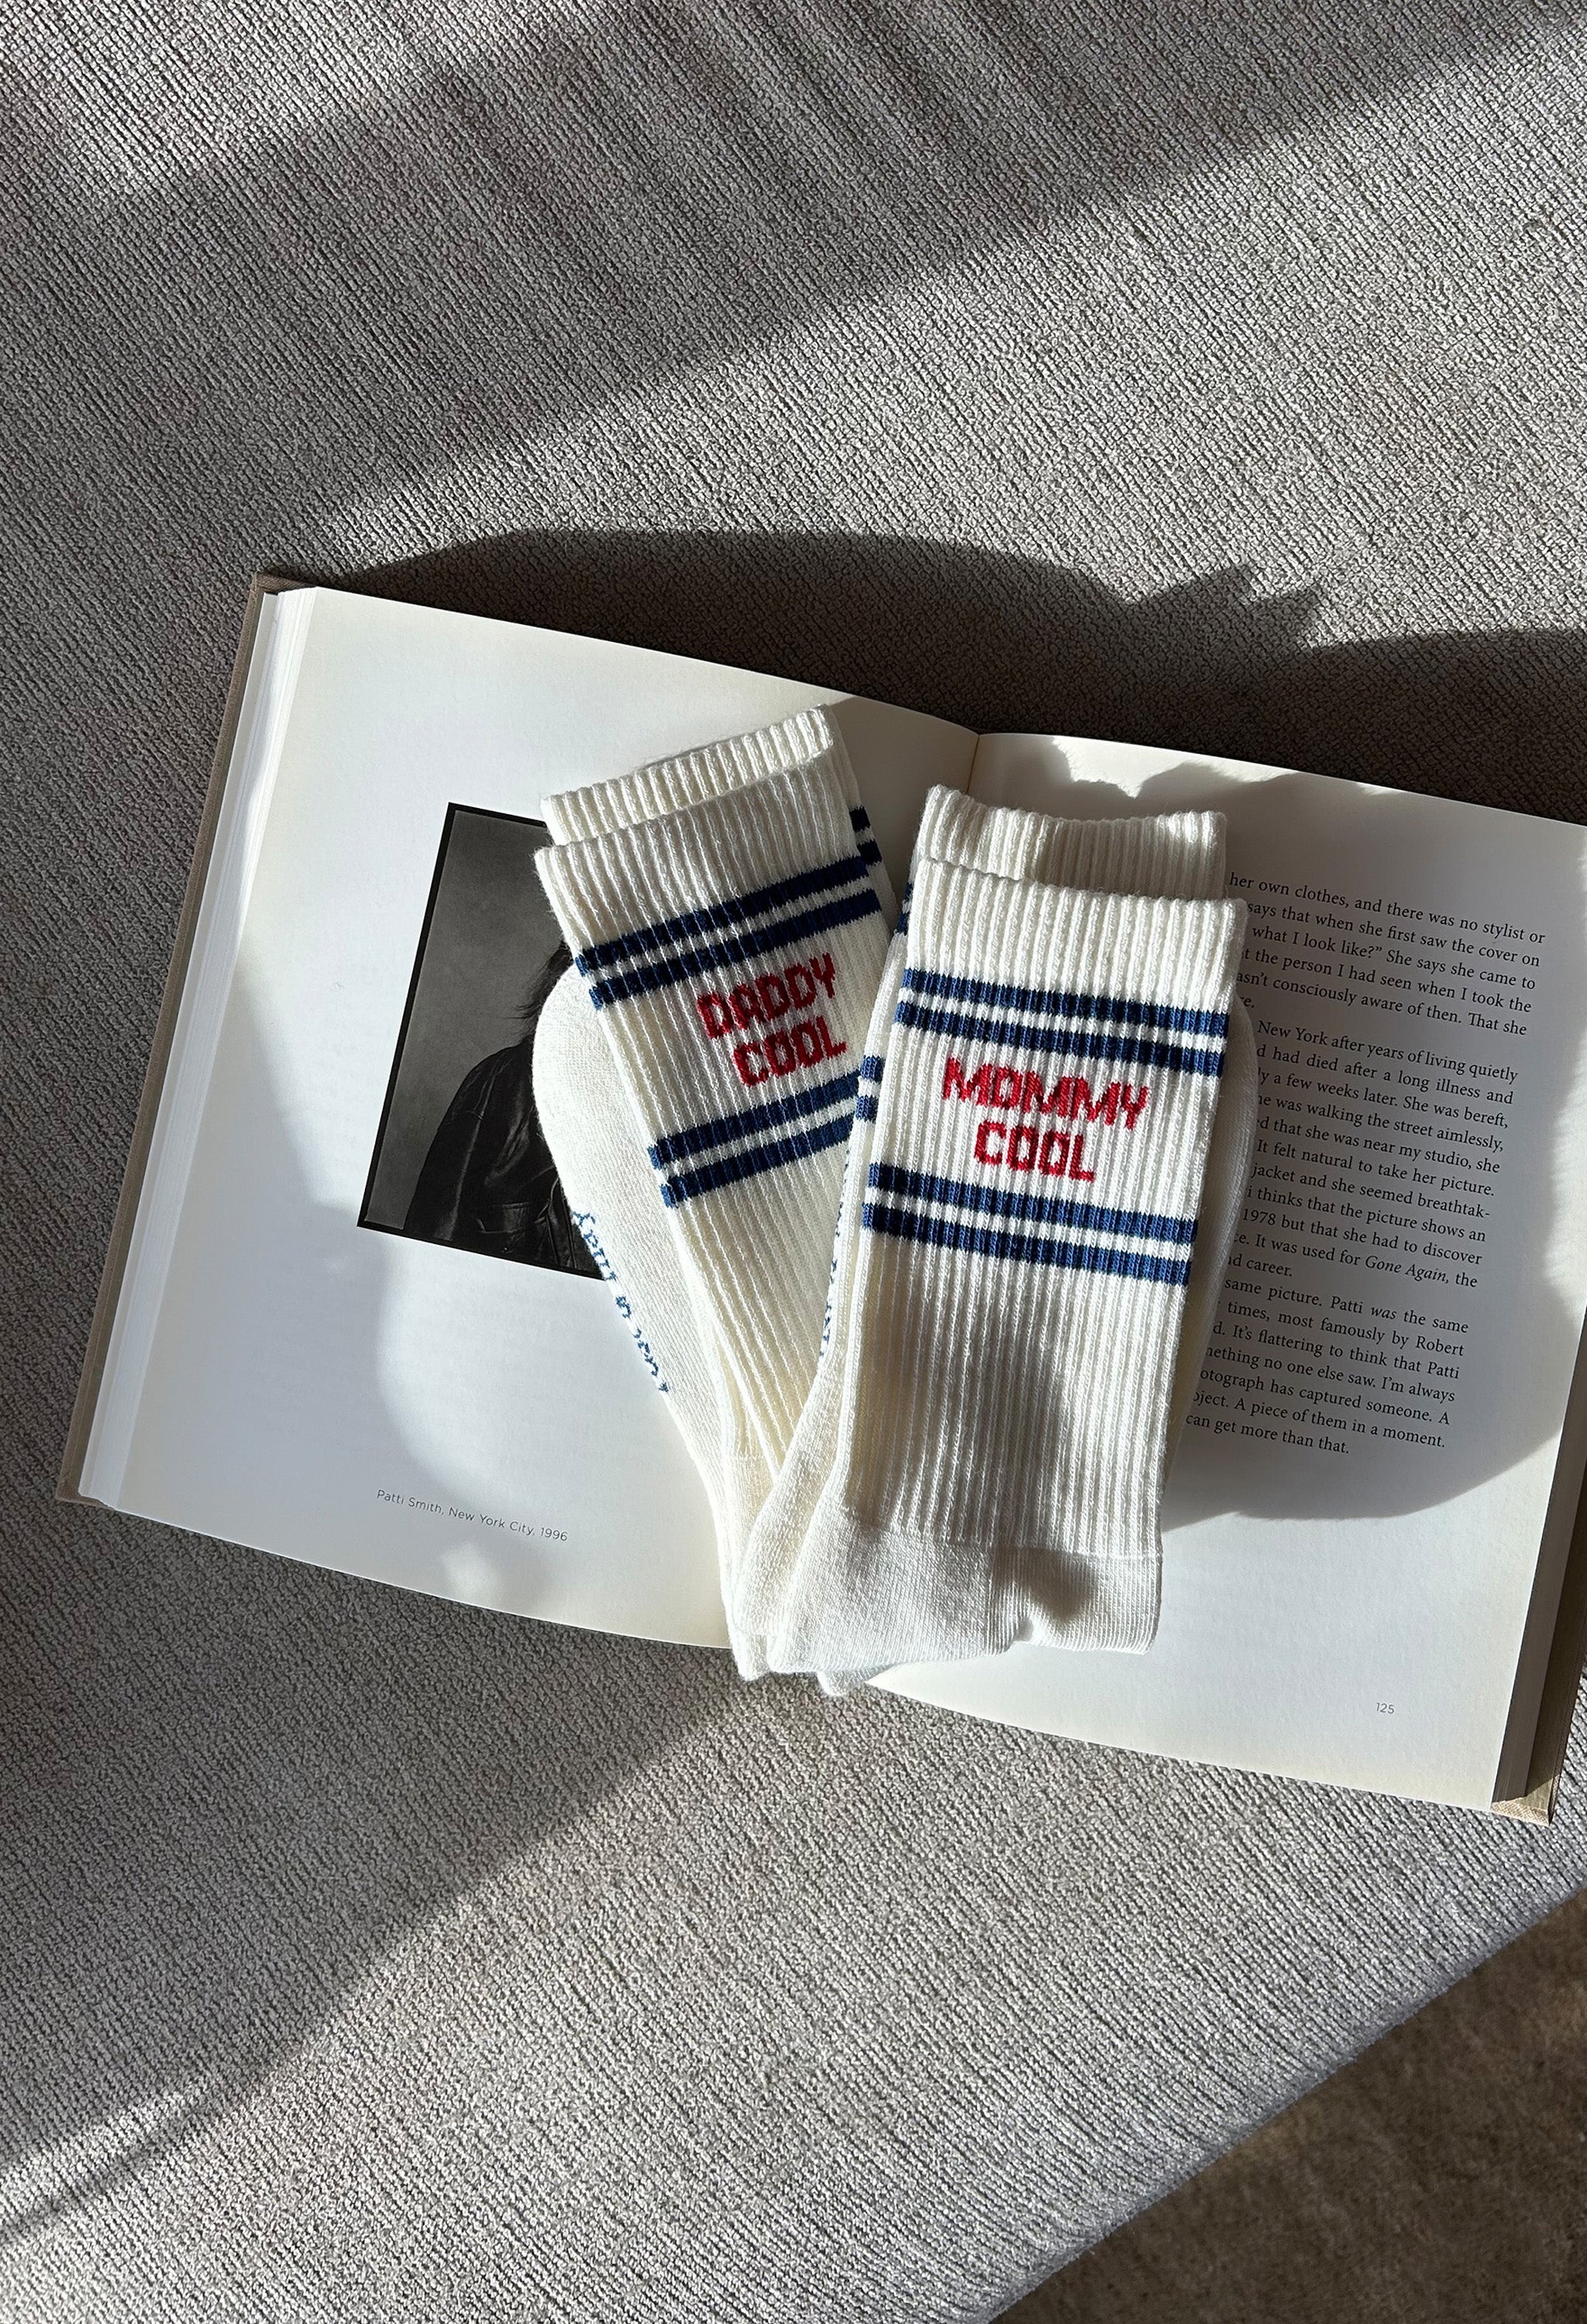 DADDY
COOL
MOMMY
COOL
Patti Smith, New York City, 1996
her own clothes, and there was no stylist or
says that when she first saw the cover on
what I look like?” She says she came to
the person I had seen when I took the
consciously aware of then. That she
New York after years of living quietly
had died after a long illness and
a few weeks later. She was bereft,
was walking the street aimlessly,
that she was near my studio, she
It felt natural to take her picture.
jacket and she seemed breathtak-
thinks that the picture shows an
1978 but that she had to discover
It was used for Gone Again, the
career.
same picture. Patti was the same
times, most famously by Robert
It’s flattering to think that Patti
no one else saw. I’m always
has captured someone. A
A piece of them in a moment.
can get more than that.
125